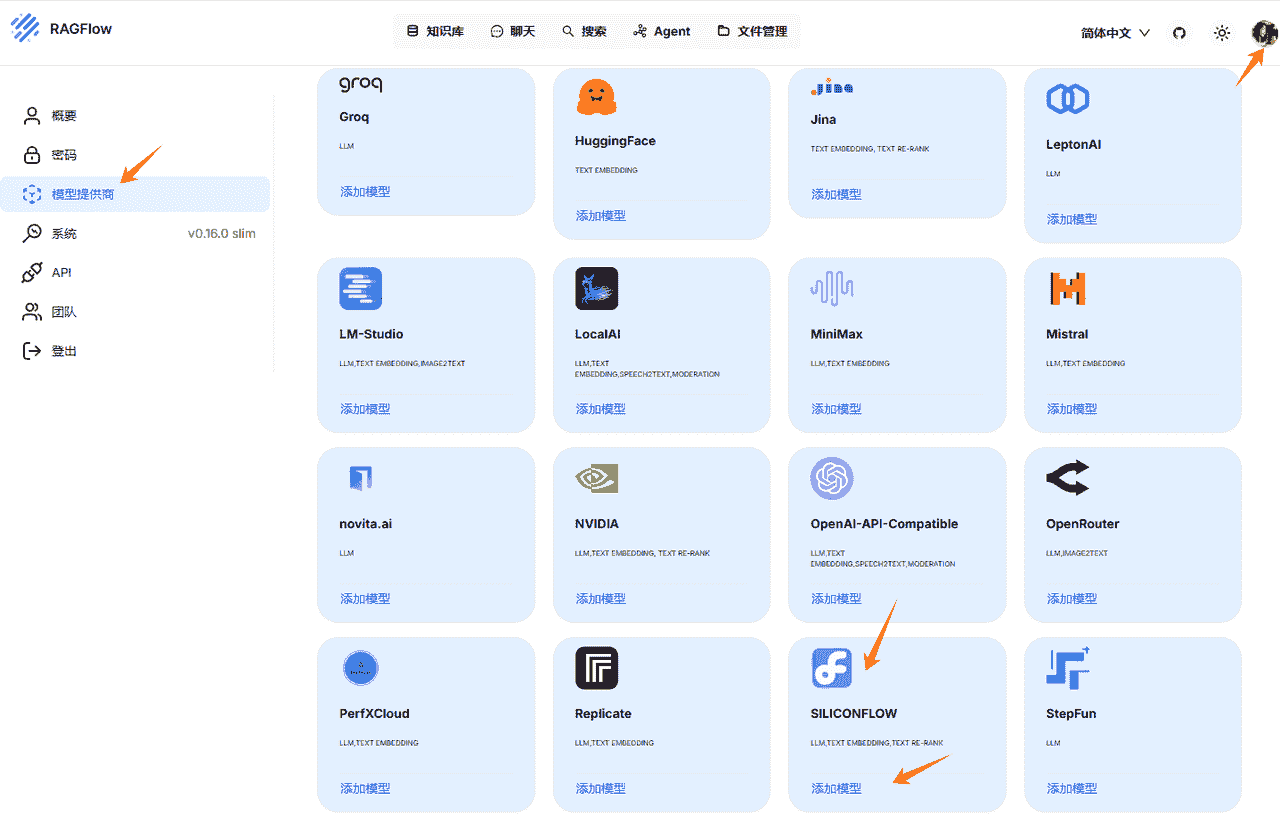 RAGFlow
知识库
聊天
搜索
Agent
文件管理
简体中文
概要
密码
模型提供商
系统
v0.16.0 slim
API
团队
登出
groq
Groq
LLM
添加模型
HuggingFace
TEXT EMBEDDING
添加模型
Jina
Jina
TEXT EMBEDDING, TEXT RE-RANK
添加模型
LeptonAI
LLM
添加模型
LM-Studio
LLM,TEXT EMBEDDING,IMAGE2TEXT
添加模型
LocalAI
LLM,TEXT
EMBEDDING,SPEECH2TEXT,MODERATION
添加模型
MiniMax
LLM,TEXT EMBEDDING
添加模型
Mistral
LLM,TEXT EMBEDDING
添加模型
novita.ai
LLM
添加模型
NVIDIA
LLM,TEXT EMBEDDING, TEXT RE-RANK
添加模型
OpenAI-API-Compatible
LLM,TEXT
EMBEDDING,SPEECH2TEXT,MODERATION
添加模型
OpenRouter
LLM,IMAGE2TEXT
添加模型
PerfXCloud
LLM,TEXT EMBEDDING
添加模型
Replicate
LLM,TEXT EMBEDDING
添加模型
SILICONFLOW
LLM,TEXT EMBEDDING,TEXT RE-RANK
添加模型
StepFun
LLM
添加模型